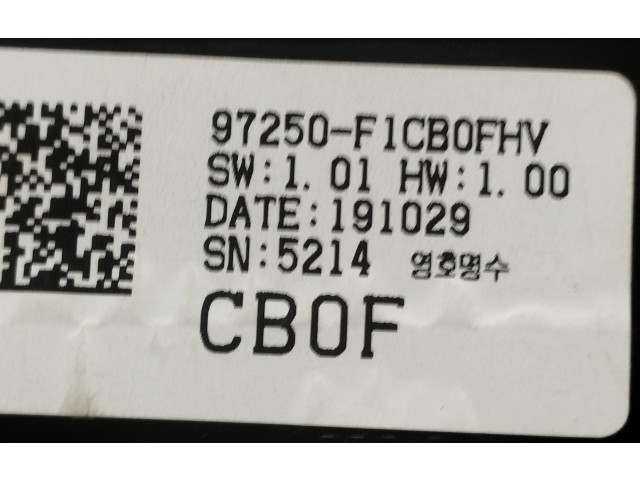 97250-F1CB0FHV
SW:1.01 HW:1.00
DATE:191029
SN:5214 영호명수
CB0F